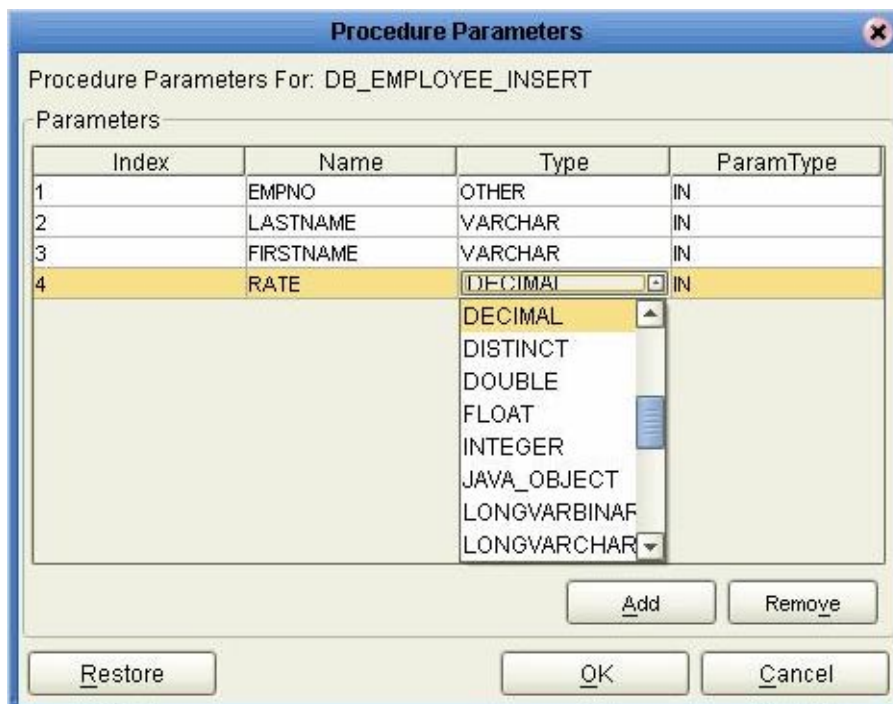 Procedure Parameters
Procedure Parameters For: DB_EMPLOYEE_INSERT
Parameters
Index Name Type ParamType
1 EMPNO OTHER IN
2 LASTNAME VARCHAR IN
3 FIRSTNAME VARCHAR IN
4 RATE DECIMAL IN
DECIMAL
DISTINCT
DOUBLE
FLOAT
INTEGER
JAVA_OBJECT
LONGVARBINAR
LONGVARCHAR
Add Remove
Restore OK Cancel